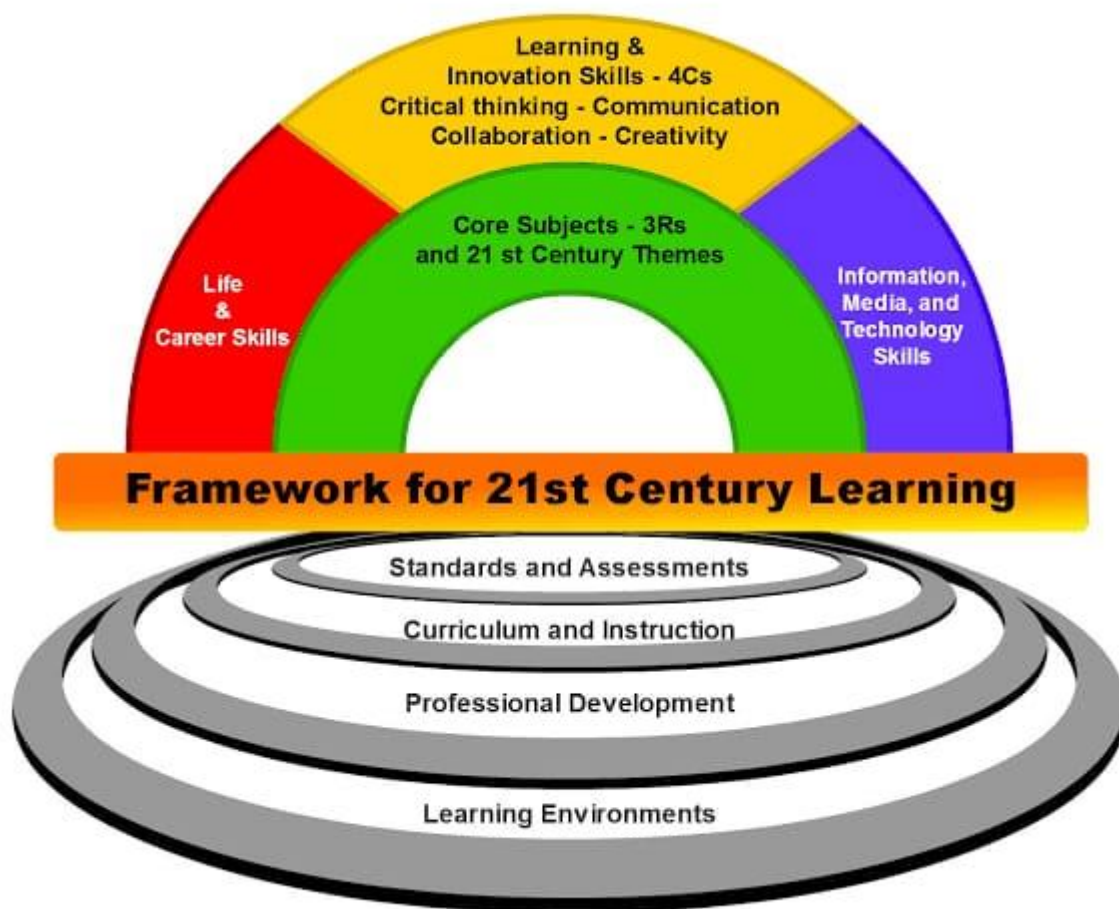 Learning &
Innovation Skills - 4Cs
Critical thinking - Communication
Collaboration - Creativity
Core Subjects - 3Rs
and 21 st Century Themes
Life
&
Career Skills
Information,
Media, and
Technology
Skills
Framework for 21st Century Learning
Standards and Assessments
Curriculum and Instruction
Professional Development
Learning Environments